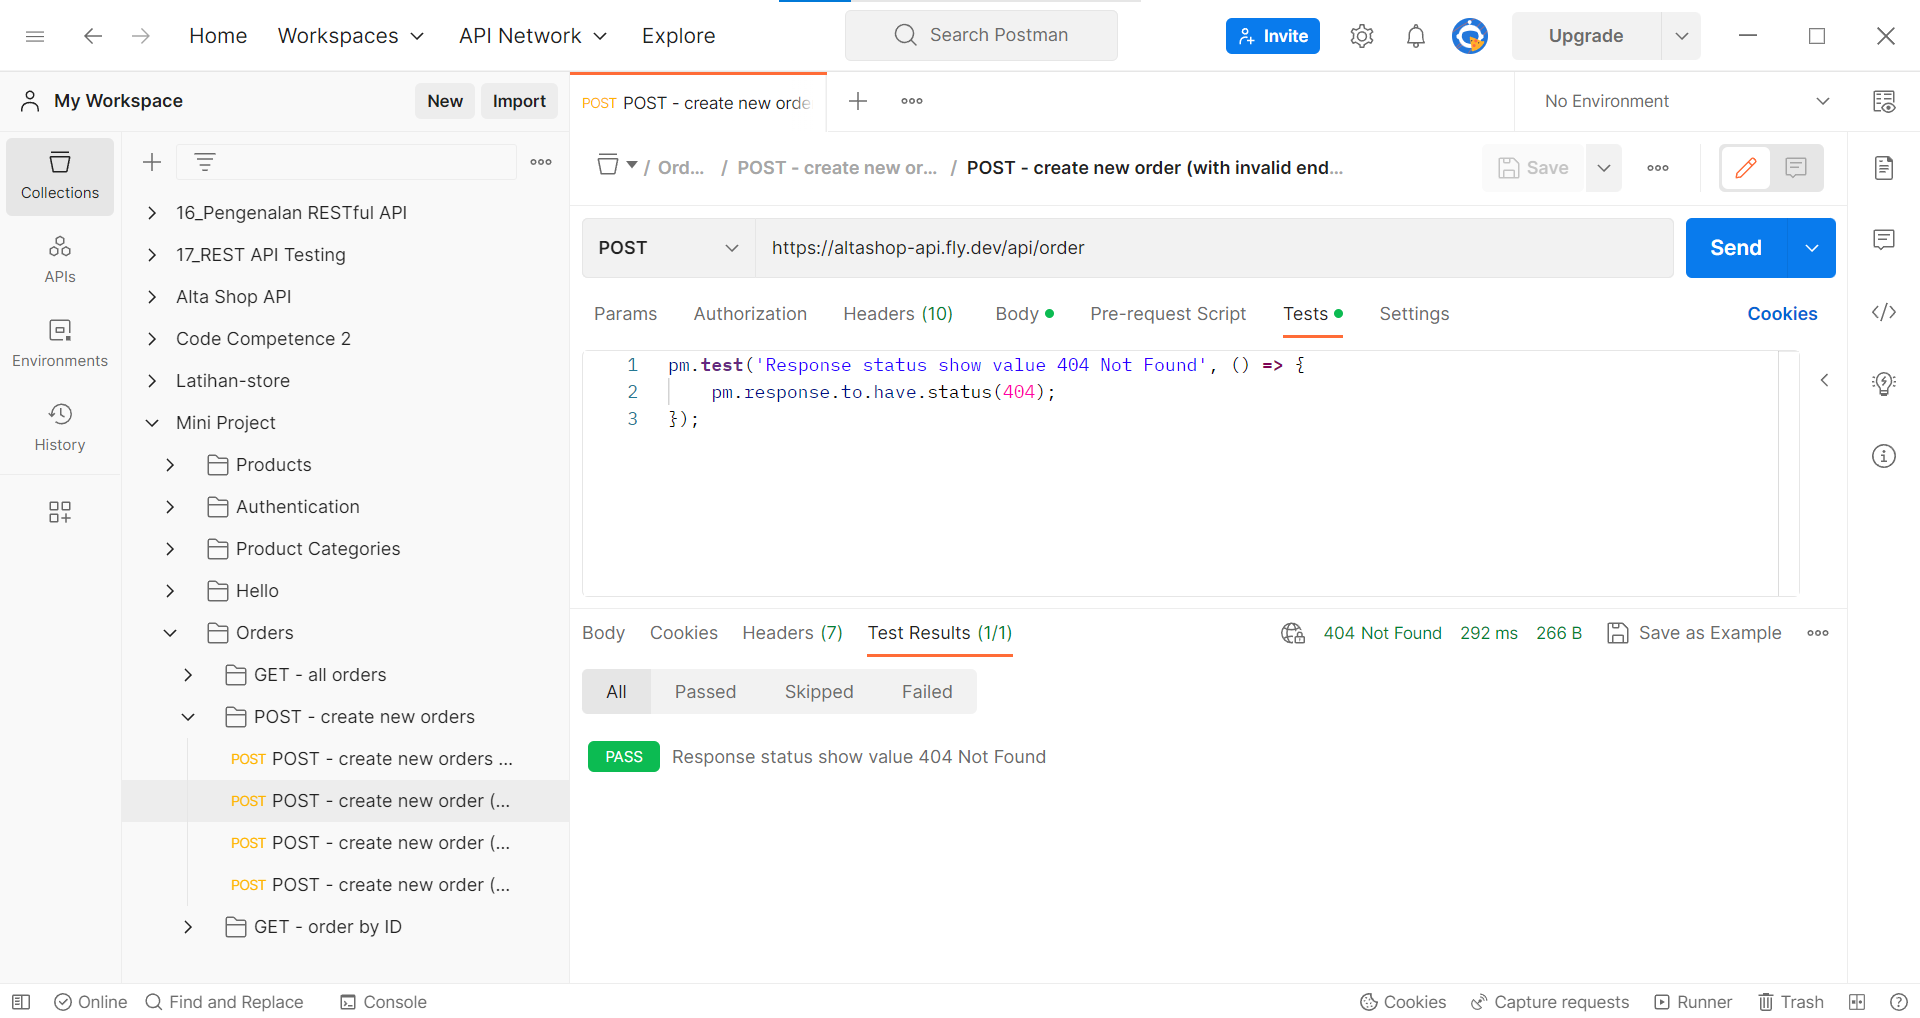 Home
Workspaces
API Network
Explore
Search Postman
Invite
Upgrade
My Workspace
New
Import
POST POST - create new orde
No Environment
Collections
APIs
Environments
History
16_Pengenalan RESTful API
17_REST API Testing
Alta Shop API
Code Competence 2
Latihan-store
Mini Project
Products
Authentication
Product Categories
Hello
Orders
GET - all orders
POST - create new orders
POST POST - create new orders ...
POST POST - create new order (...
POST POST - create new order (...
POST POST - create new order (...
GET - order by ID
/ Ord... / POST - create new or... / POST - create new order (with invalid end...
Save
POST
https://altashop-api.fly.dev/api/order
Send
Params
Authorization
Headers (10)
Body
Pre-request Script
Tests
Settings
Cookies
1 pm.test('Response status show value 404 Not Found', () => {
2 pm.response.to.have.status(404);
3 });
Body
Cookies
Headers (7)
Test Results (1/1)
404 Not Found
292 ms
266 B
Save as Example
All
Passed
Skipped
Failed
PASS Response status show value 404 Not Found
Online
Find and Replace
Console
Cookies
Capture requests
Runner
Trash